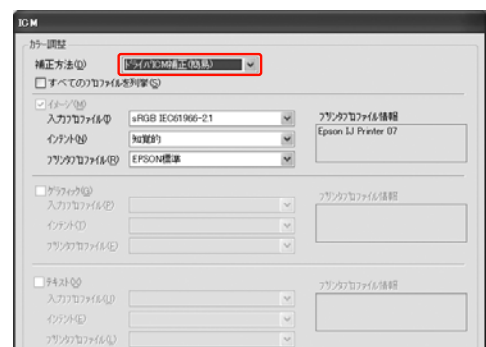 ICM
カラー調整
補正方法(D) ドライバICM補正(簡易)
すべてのプロファイルを列挙(S)
イメージ(M)
入力プロファイル(I) sRGB IEC61966-2.1
プリンタプロファイル情報
Epson IJ Printer 07
インテント(N) 知覚的
プリンタプロファイル(R) EPSON標準
グラフィック(G)
プリンタプロファイル情報
入力プロファイル(P)
インテント(T)
プリンタプロファイル(E)
テキスト(X)
プリンタプロファイル情報
入力プロファイル(U)
インテント(E)
プリンタプロファイル(L)